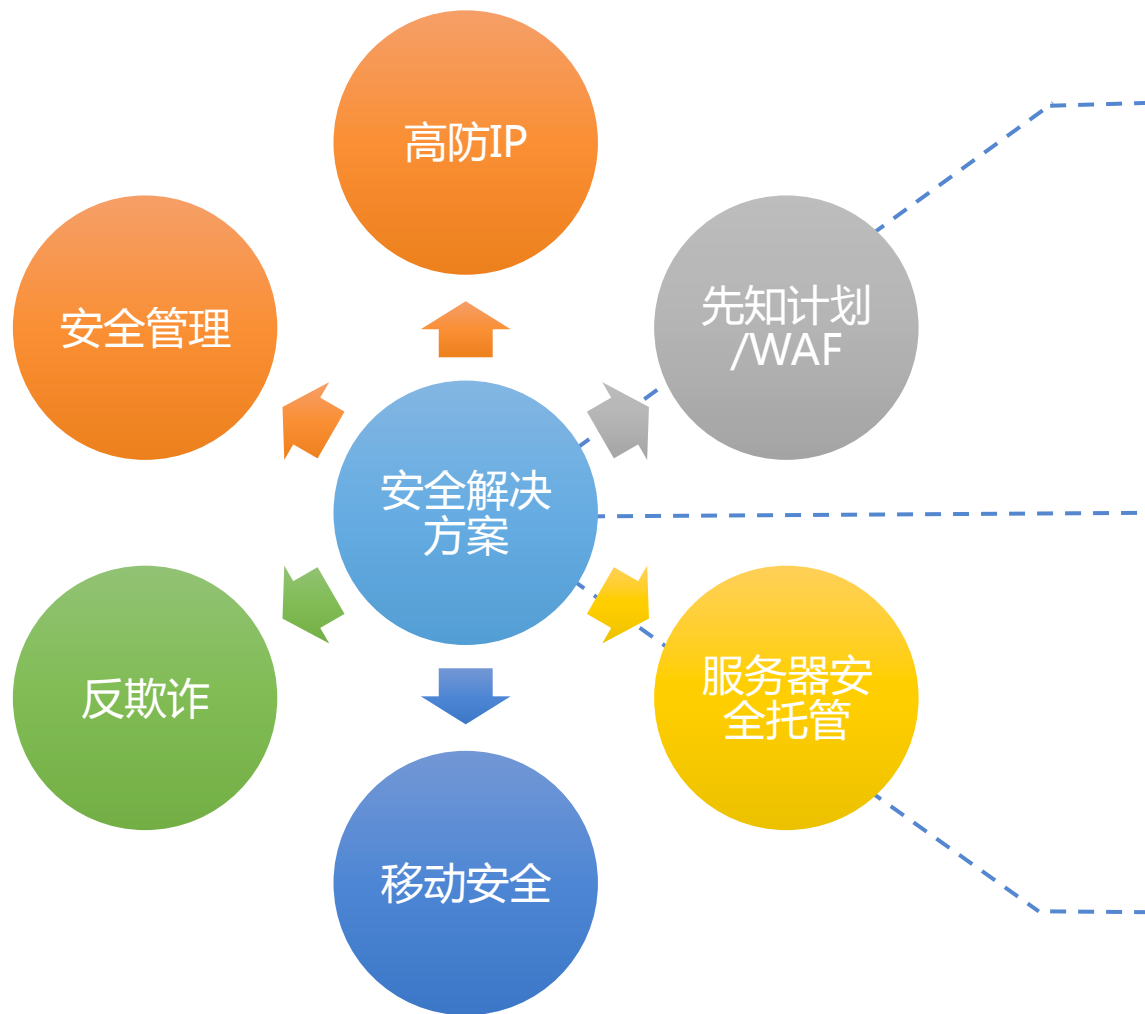 高防IP
安全管理
先知计划
/WAF
安全解决
方案
反欺诈
服务器安
全托管
移动安全